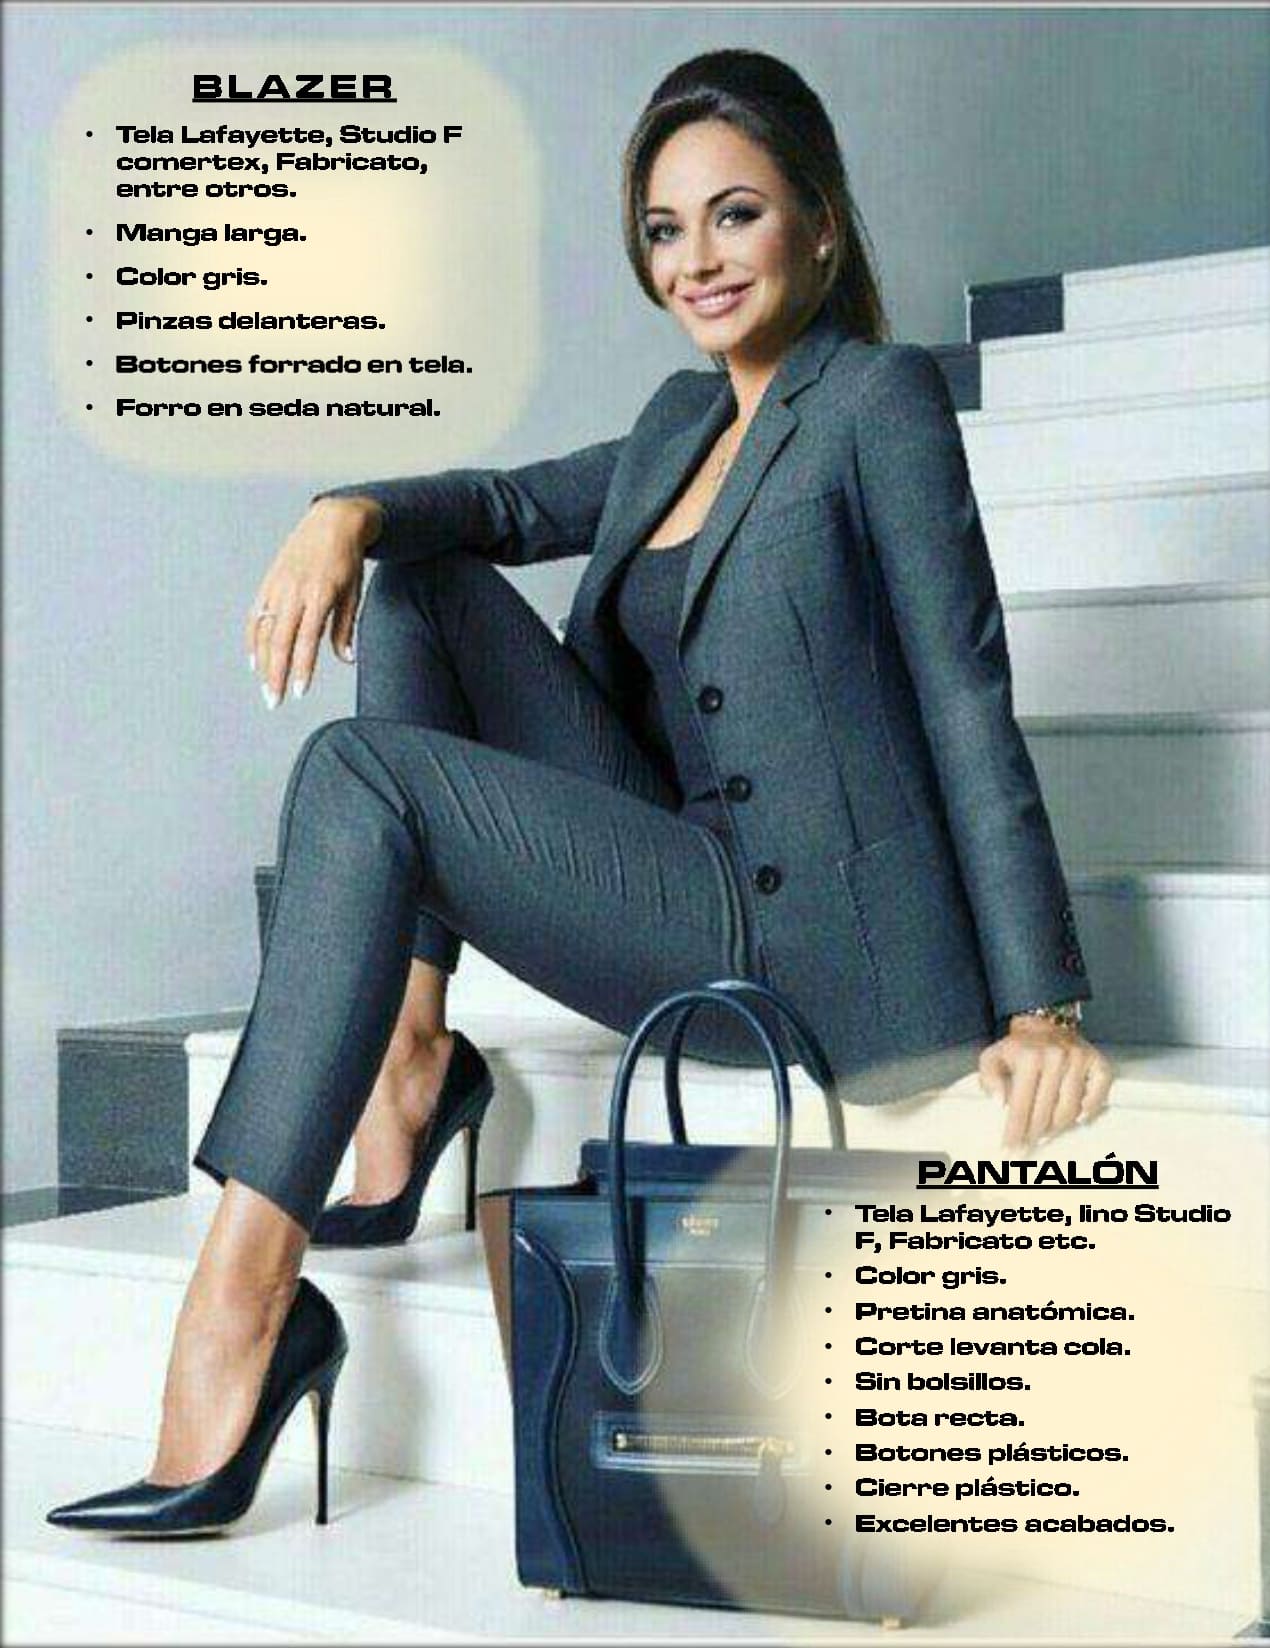 BLAZER
• Tela Lafayette, Studio F
comertex, Fabricato,
entre otros.
• Manga larga.
• Color gris.
• Pinzas delanteras.
• Botones forrado en tela.
• Forro en seda natural.
PANTALÓN
• Tela Lafayette, lino Studio
F, Fabricato etc.
• Color gris.
• Pretina anatómica.
• Corte levanta cola.
• Sin bolsillos.
• Bota recta.
• Botones plásticos.
• Cierre plástico.
• Excelentes acabados.